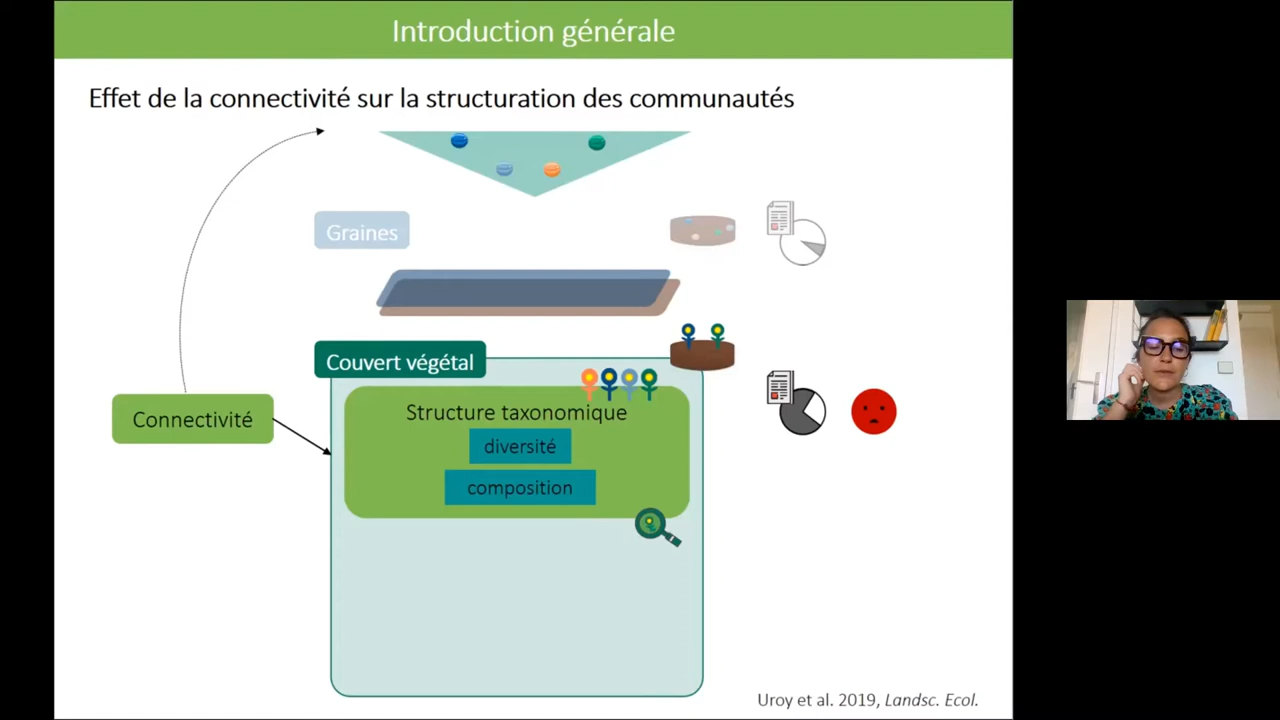 Introduction générale
Effet de la connectivité sur la structuration des communautés
Graines
Couvert végétal
Structure taxonomique
diversité
composition
Connectivité
Uroy et al. 2019, Landsc. Ecol.